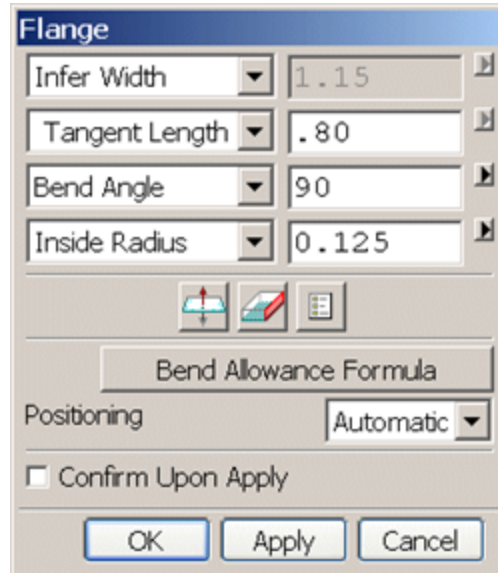 Flange
Infer Width 1.15
Tangent Length .80
Bend Angle 90
Inside Radius 0.125
Bend Allowance Formula
Positioning Automatic
Confirm Upon Apply
OK Apply Cancel